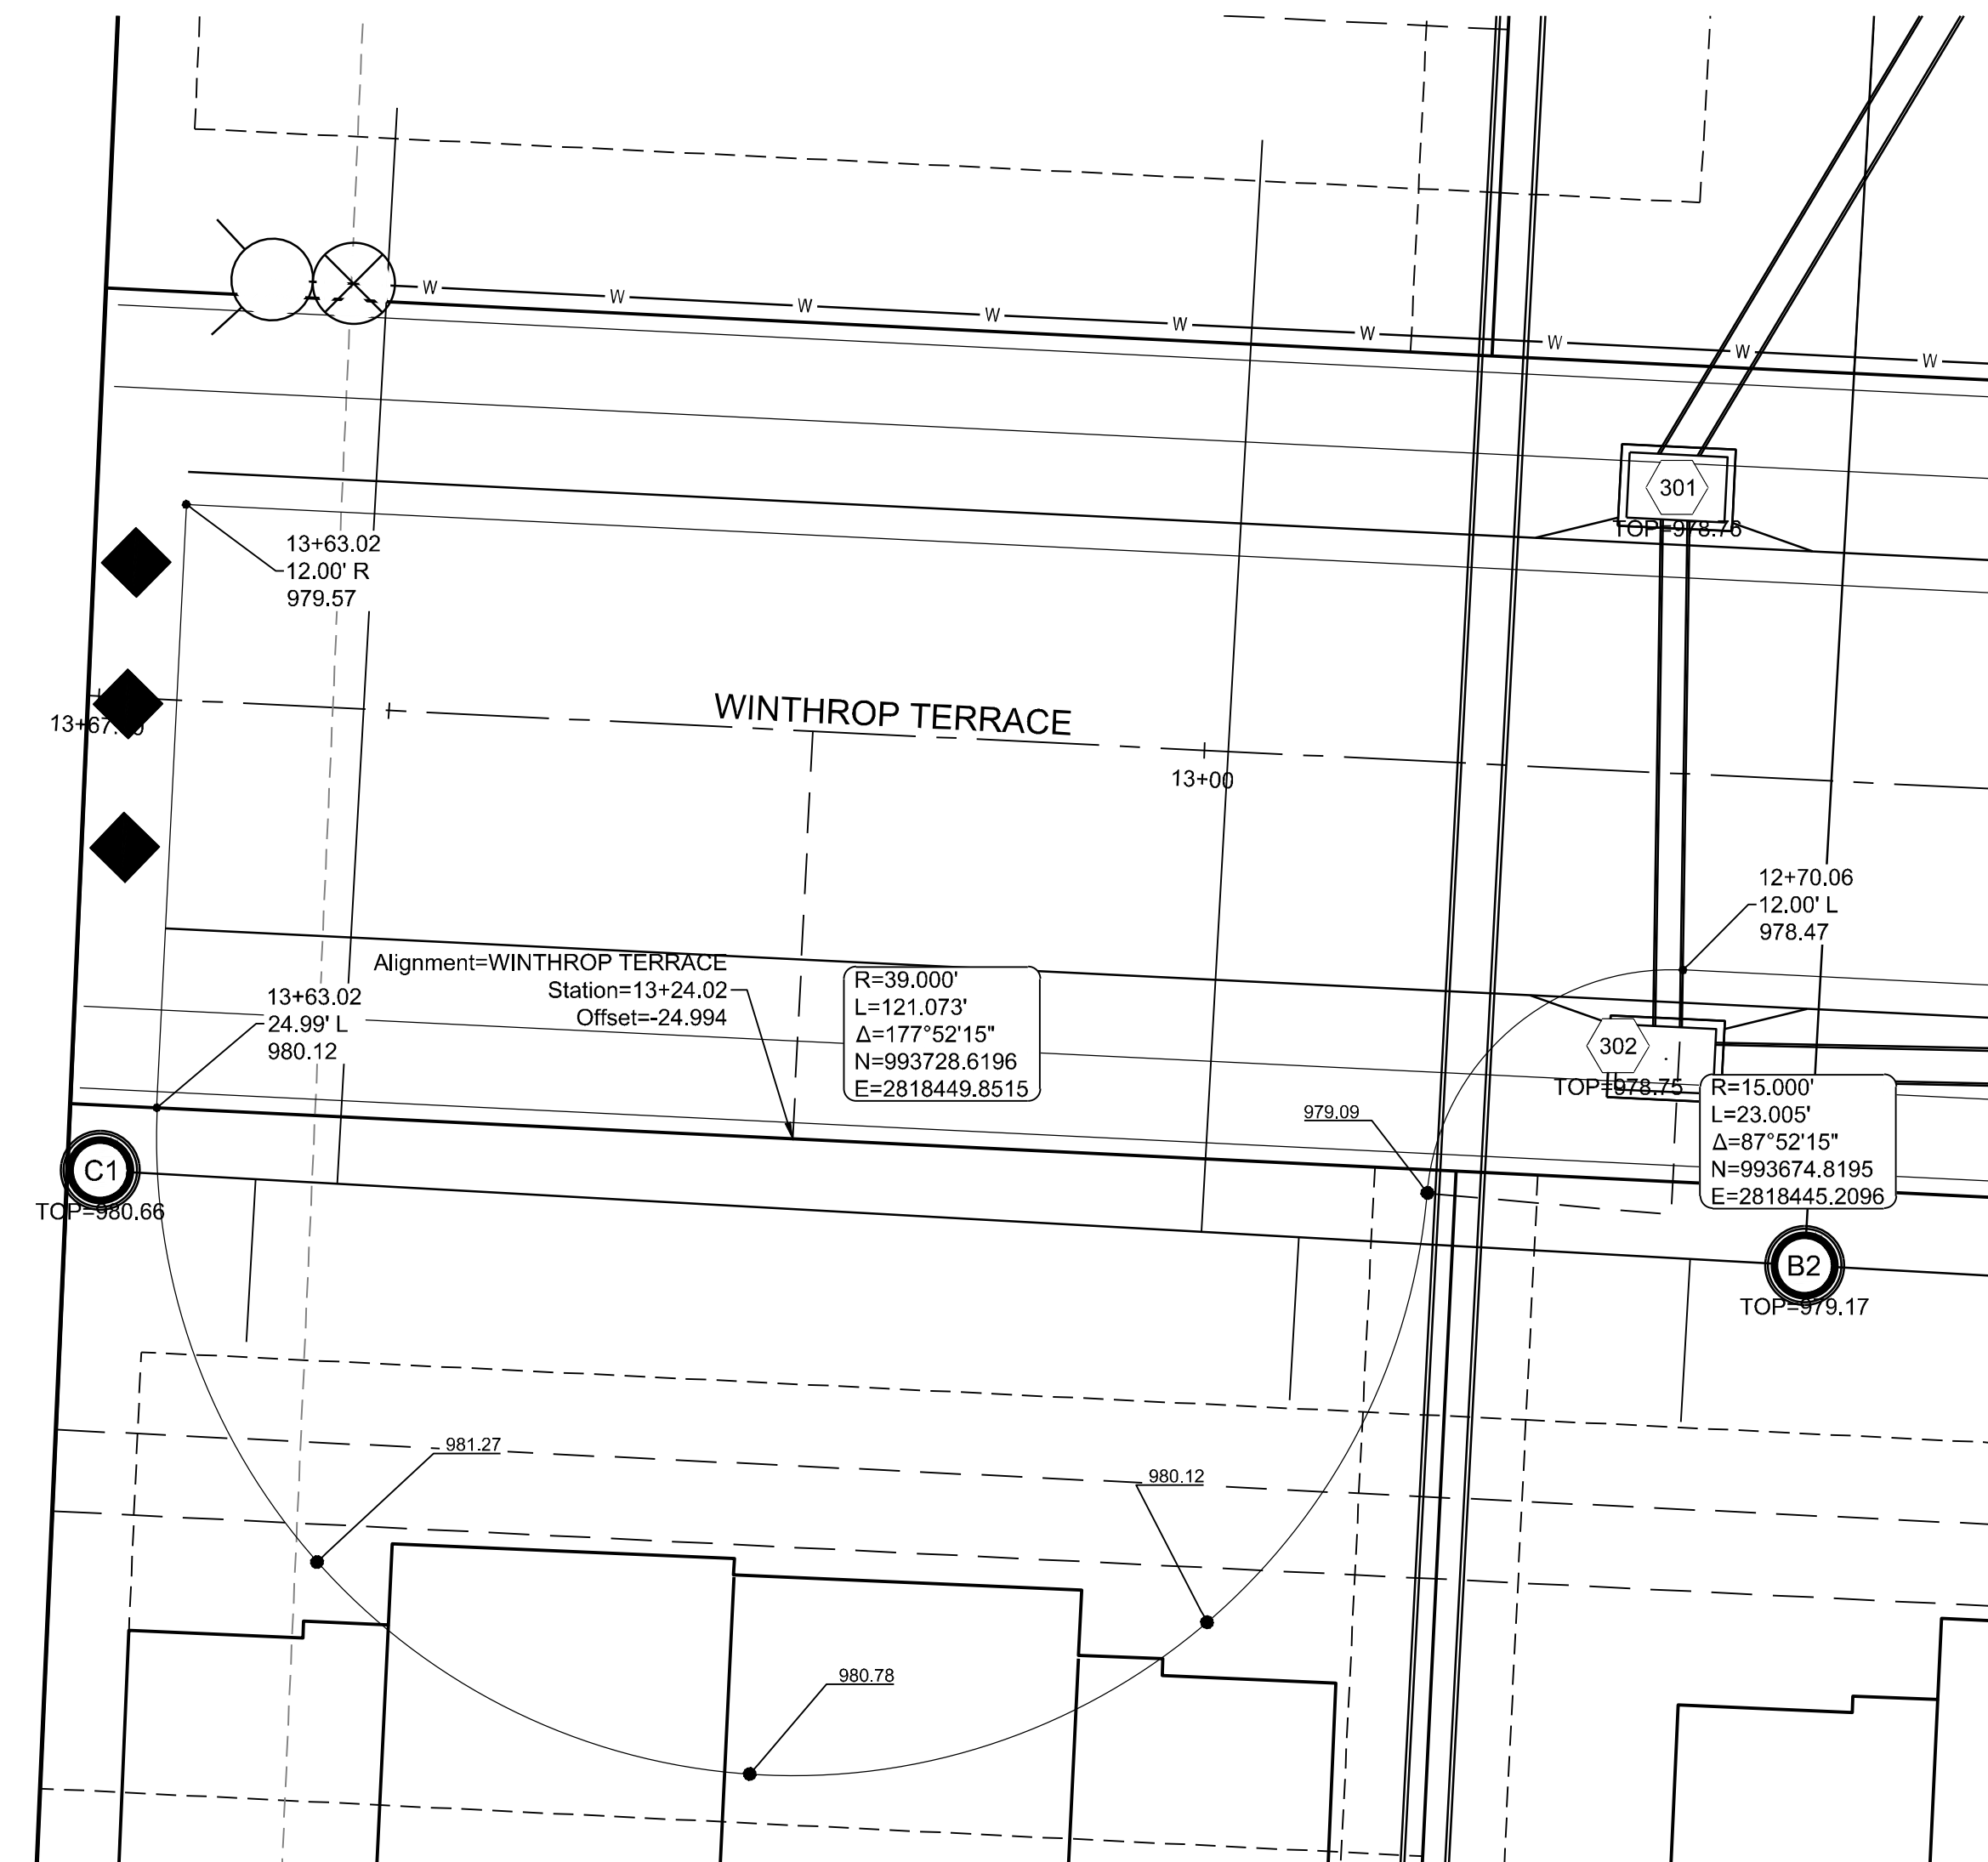 W W W W W W W W W
301
TOP=978.76
13+63.02
12.00' R
979.57
WINTHROP TERRACE
13+00
12+70.06
12.00' L
978.47
Alignment=WINTHROP TERRACE
Station=13+24.02
Offset=-24.994
R=39.000'
L=121.073'
Δ=177°52'15"
N=993728.6196
E=2818449.8515
13+63.02
24.99' L
980.12
302
TOP=978.75
R=15.000'
L=23.005'
Δ=87°52'15"
N=993674.8195
E=2818445.2096
979.09
C1
TOP=980.66
B2
TOP=979.17
981.27
980.12
980.78